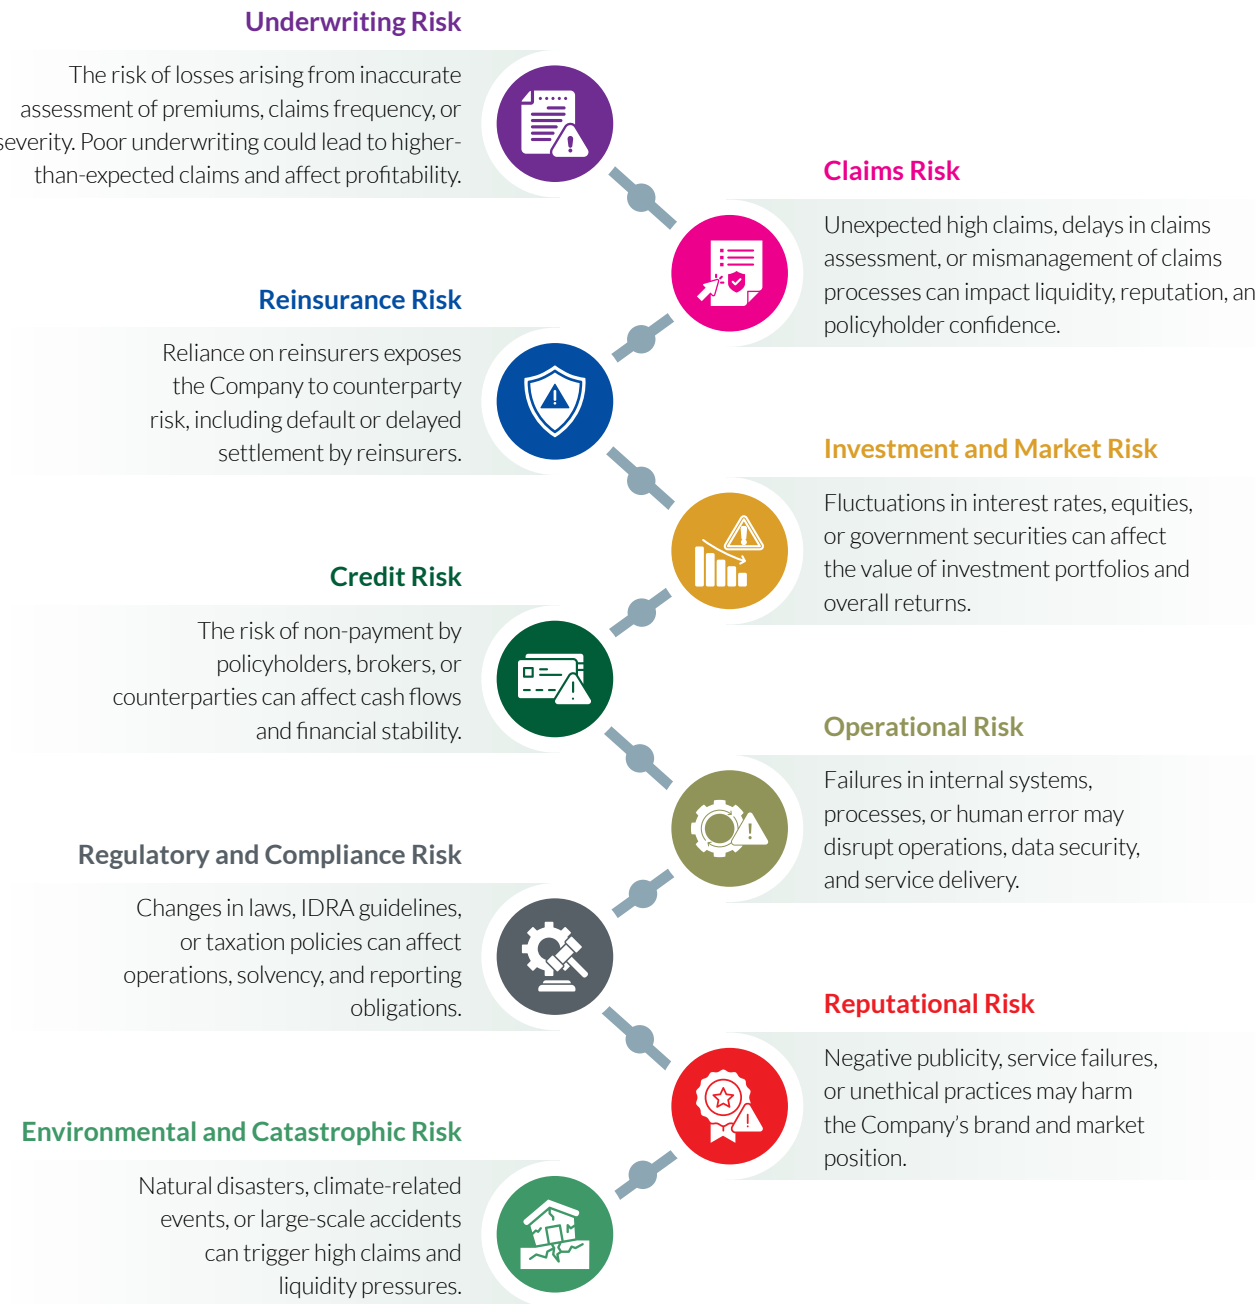 Underwriting Risk
The risk of losses arising from inaccurate
assessment of premiums, claims frequency, or
severity. Poor underwriting could lead to higher-
than-expected claims and affect profitability.
Claims Risk
Unexpected high claims, delays in claims
assessment, or mismanagement of claims
processes can impact liquidity, reputation, an
policyholder confidence.
Reinsurance Risk
Reliance on reinsurers exposes
the Company to counterparty
risk, including default or delayed
settlement by reinsurers.
Investment and Market Risk
Fluctuations in interest rates, equities,
or government securities can affect
the value of investment portfolios and
overall returns.
Credit Risk
The risk of non-payment by
policyholders, brokers, or
counterparties can affect cash flows
and financial stability.
Operational Risk
Failures in internal systems,
processes, or human error may
disrupt operations, data security,
and service delivery.
Regulatory and Compliance Risk
Changes in laws, IDRA guidelines,
or taxation policies can affect
operations, solvency, and reporting
obligations.
Reputational Risk
Negative publicity, service failures,
or unethical practices may harm
the Company's brand and market
position.
Environmental and Catastrophic Risk
Natural disasters, climate-related
events, or large-scale accidents
can trigger high claims and
liquidity pressures.